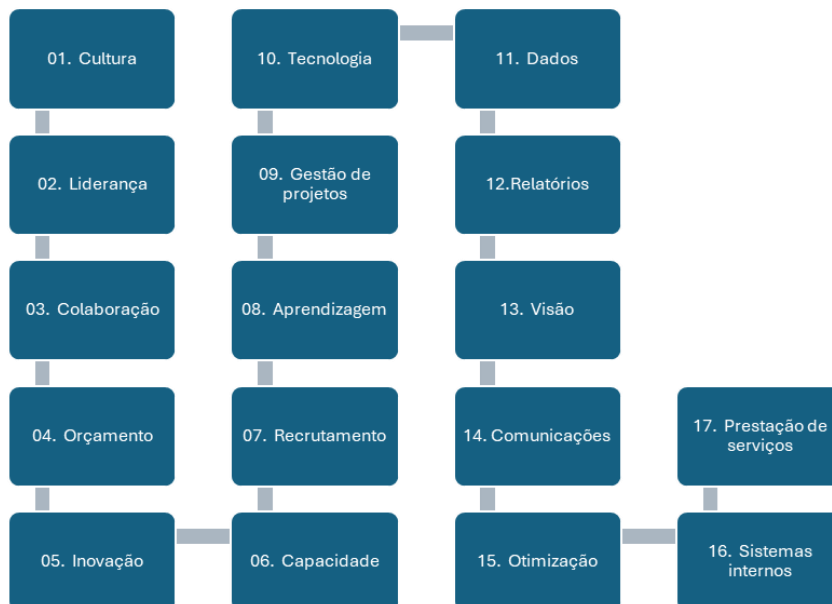 01. Cultura
02. Liderança
03. Colaboração
04. Orçamento
05. Inovação
06. Capacidade
07. Recrutamento
08. Aprendizagem
09. Gestão de
projetos
10. Tecnologia
11. Dados
12.Relatórios
13. Visão
14. Comunicações
15. Otimização
16. Sistemas
internos
17. Prestação de
serviços